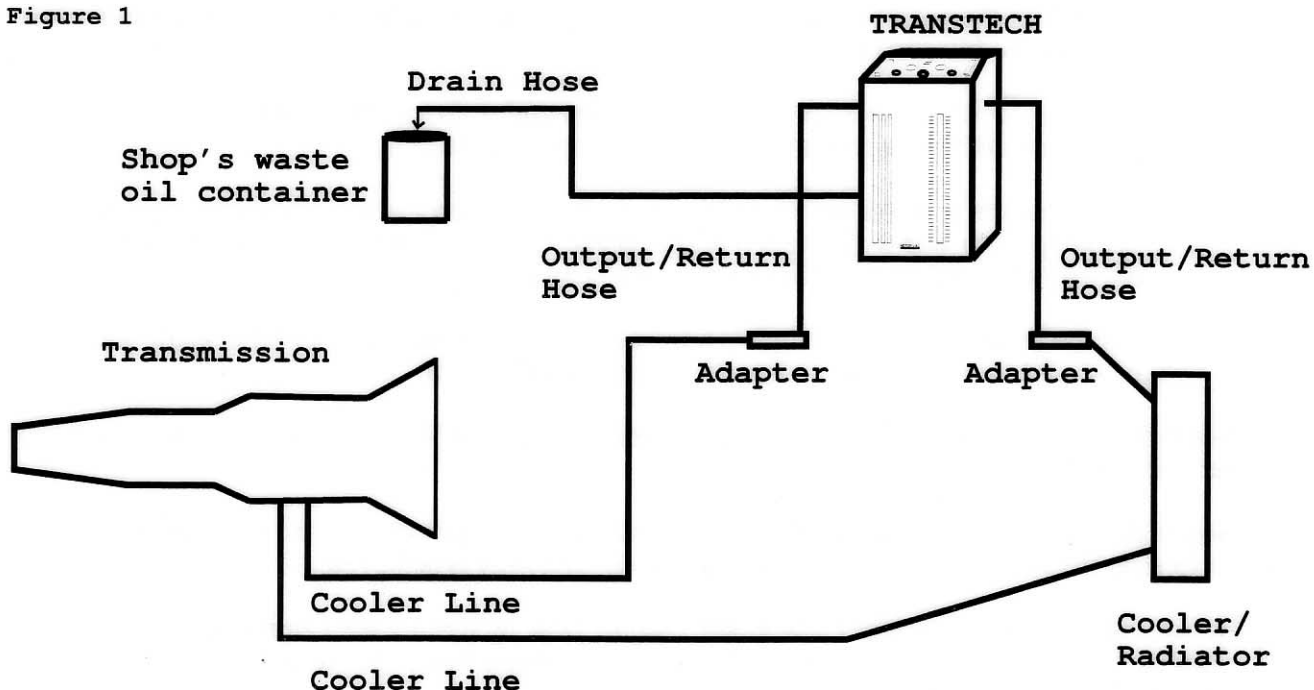 Figure 1
TRANSTECH
Drain Hose
Shop's waste
oil container
Output/Return
Hose
Output/Return
Hose
Transmission
Adapter
Adapter
Cooler Line
Cooler/
Radiator
Cooler Line